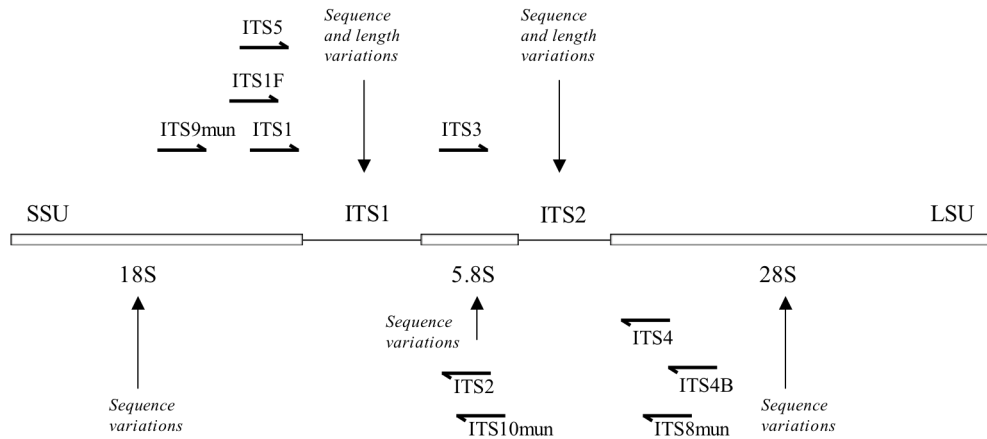 ITS5
Sequence
and length
variations
Sequence
and length
variations
ITS1F
ITS9mun
ITS1
ITS3
SSU
ITS1
ITS2
LSU
18S
5.8S
28S
Sequence
variations
ITS4
ITS2
ITS4B
Sequence
variations
ITS10mun
ITS8mun
Sequence
variations